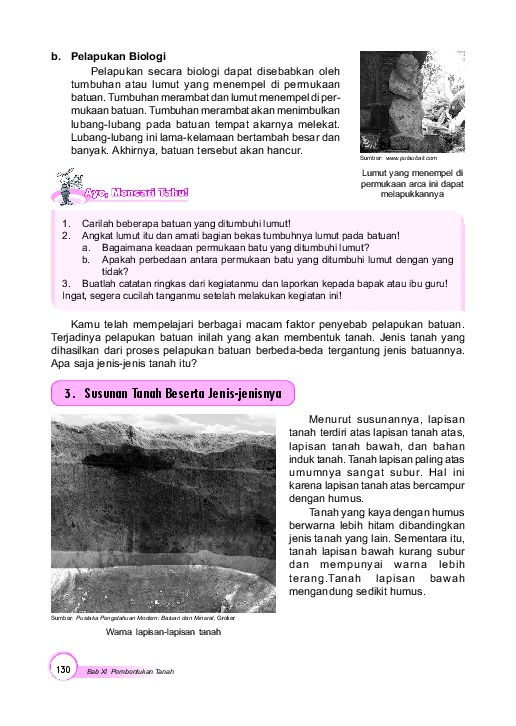 b. Pelapukan Biologi
Pelapukan secara biologi dapat disebabkan oleh
tumbuhan atau lumut yang menempel di permukaan
batuan. Tumbuhan merambat dan lumut menempel di per-
mukaan batuan. Tumbuhan merambat akan menimbulkan
lubang-lubang pada batuan tempat akarnya melekat.
Lubang-lubang ini lama-kelamaan bertambah besar dan
banyak. Akhirnya, batuan tersebut akan hancur.
Sumber: www.pulaubali.com
Lumut yang menempel di
permukaan arca ini dapat
melapukkannya
Ayo, Mencari Tahu!
1. Carilah beberapa batuan yang ditumbuhi lumut!
2. Angkat lumut itu dan amati bagian bekas tumbuhnya lumut pada batuan!
a. Bagaimana keadaan permukaan batu yang ditumbuhi lumut?
b. Apakah perbedaan antara permukaan batu yang ditumbuhi lumut dengan yang
tidak?
3. Buatlah catatan ringkas dari kegiatanmu dan laporkan kepada bapak atau ibu guru!
Ingat, segera cucilah tanganmu setelah melakukan kegiatan ini!
Kamu telah mempelajari berbagai macam faktor penyebab pelapukan batuan.
Terjadinya pelapukan batuan inilah yang akan membentuk tanah. Jenis tanah yang
dihasilkan dari proses pelapukan batuan berbeda-beda tergantung jenis batuannya.
Apa saja jenis-jenis tanah itu?
3. Susunan Tanah Beserta Jenis-jenisnya
Menurut susunannya, lapisan
tanah terdiri atas lapisan tanah atas,
lapisan tanah bawah, dan bahan
induk tanah. Tanah lapisan paling atas
umumnya sangat subur. Hal ini
karena lapisan tanah atas bercampur
dengan humus.
Tanah yang kaya dengan humus
berwarna lebih hitam dibandingkan
jenis tanah yang lain. Sementara itu,
tanah lapisan bawah kurang subur
dan mempunyai warna lebih
terang.Tanah lapisan bawah
mengandung sedikit humus.
Sumber: Pustaka Pengetahuan Modern: Batuan dan Mineral, Grolier
Warna lapisan-lapisan tanah
130 Bab XI Pembentukan Tanah